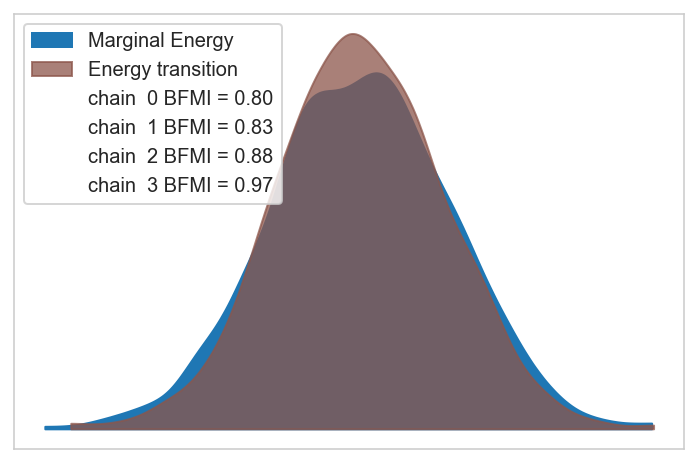 Marginal Energy
Energy transition
chain  0 BFMI = 0.80
chain  1 BFMI = 0.83
chain  2 BFMI = 0.88
chain  3 BFMI = 0.97